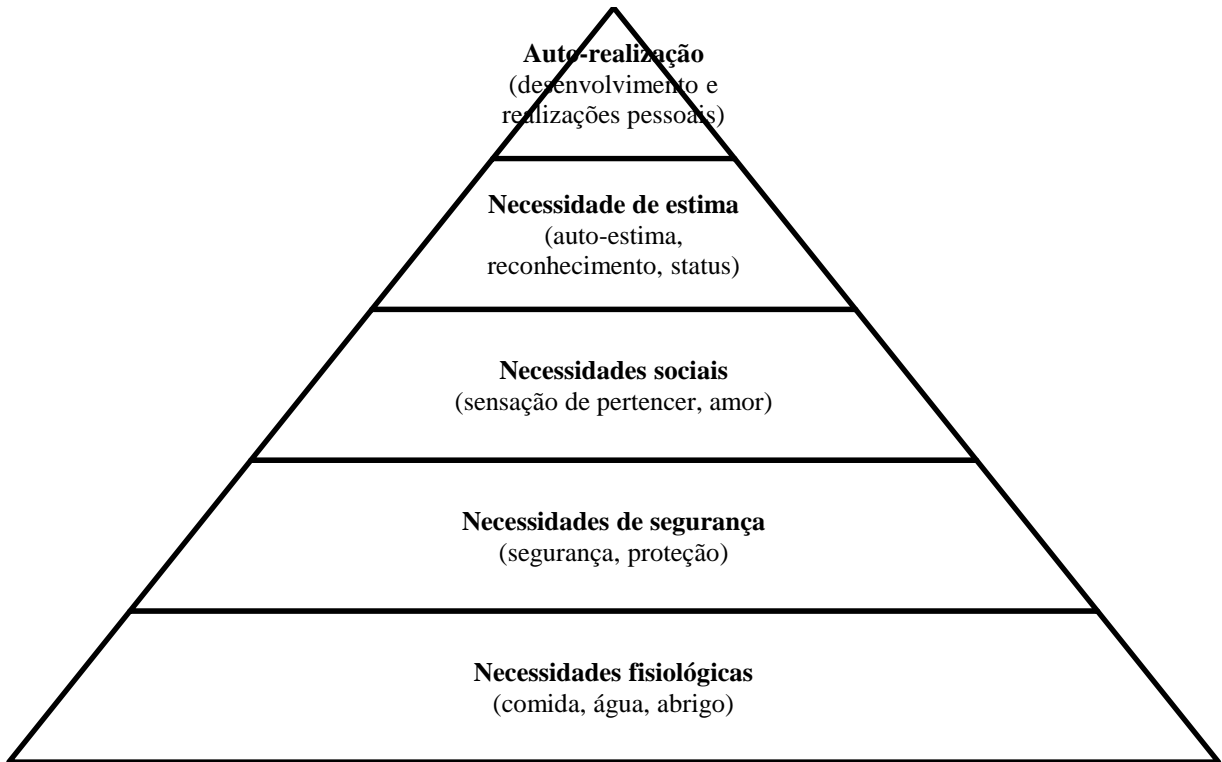 Auto-realização
(desenvolvimento e
realizações pessoais)
Necessidade de estima
(auto-estima,
reconhecimento, status)
Necessidades sociais
(sensação de pertencer, amor)
Necessidades de segurança
(segurança, proteção)
Necessidades fisiológicas
(comida, água, abrigo)